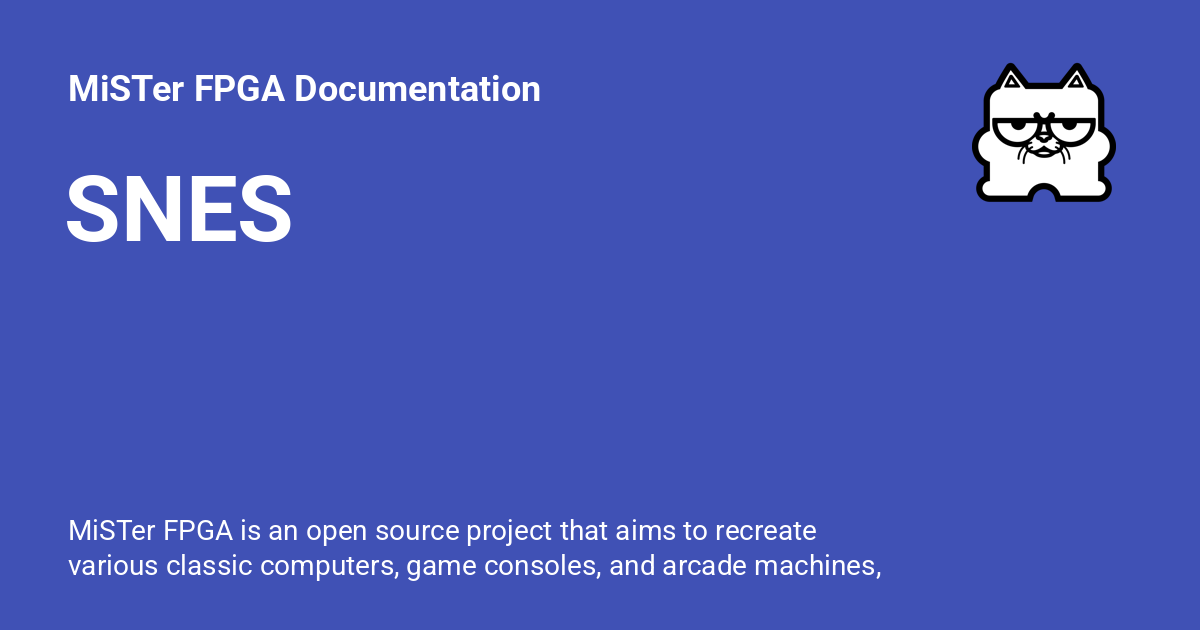 MiSTer FPGA Documentation
SNES
MiSTer FPGA is an open source project that aims to recreate
various classic computers, game consoles, and arcade machines,